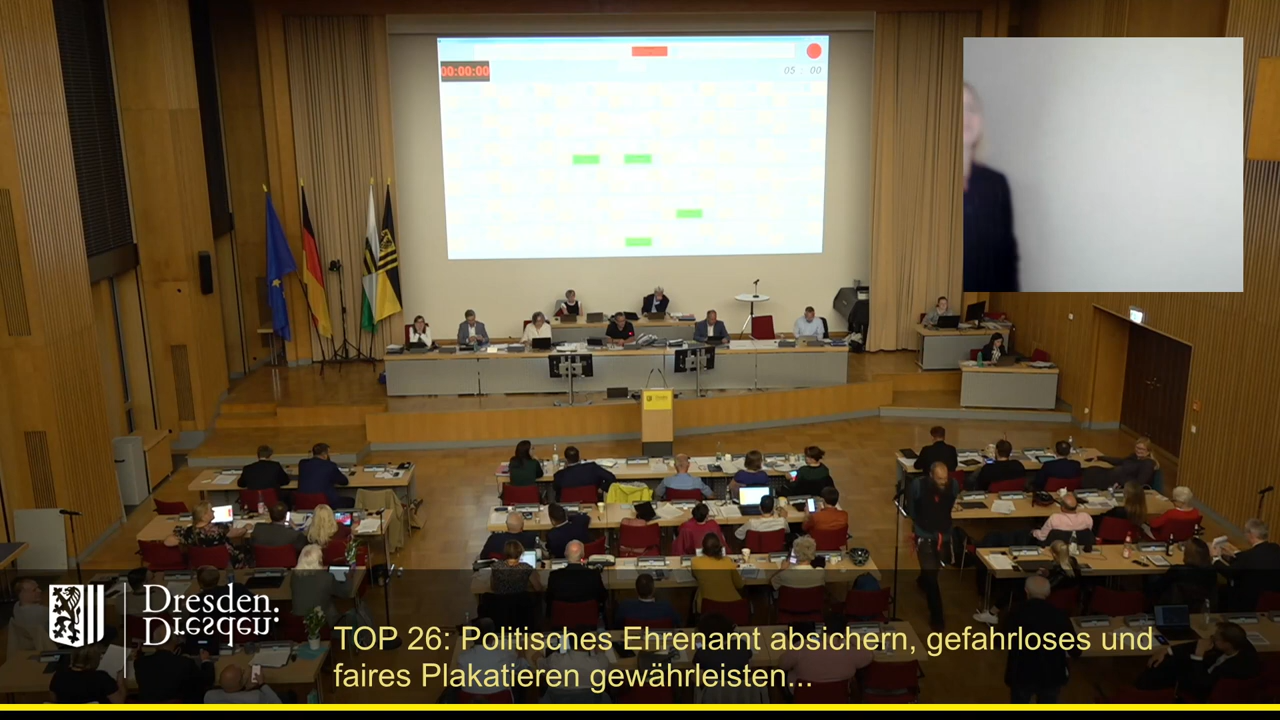 00:00:00
05 : 00
Dresden.
Dresden.
TOP 26: Politisches Ehrenamt absichern, gefahrloses und
faires Plakatieren gewährleisten...